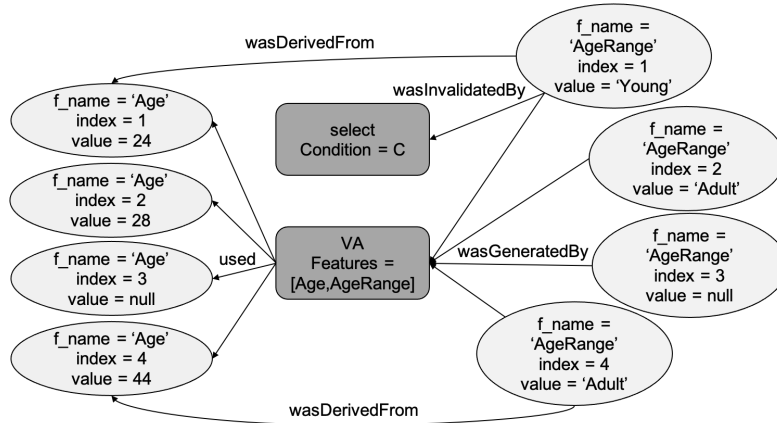 wasDerivedFrom
f_name =
‘AgeRange’
index = 1
value = ‘Young’
wasInvalidatedBy
f_name = ‘Age’
index = 1
value = 24
select
Condition = C
f_name =
‘AgeRange’
index = 2
value = ‘Adult’
f_name = ‘Age’
index = 2
value = 28
VA
Features =
[Age,AgeRange]
used
wasGeneratedBy
f_name =
‘AgeRange’
index = 3
value = null
f_name = ‘Age’
index = 3
value = null
f_name =
‘AgeRange’
index = 4
value = ‘Adult’
f_name = ‘Age’
index = 4
value = 44
wasDerivedFrom